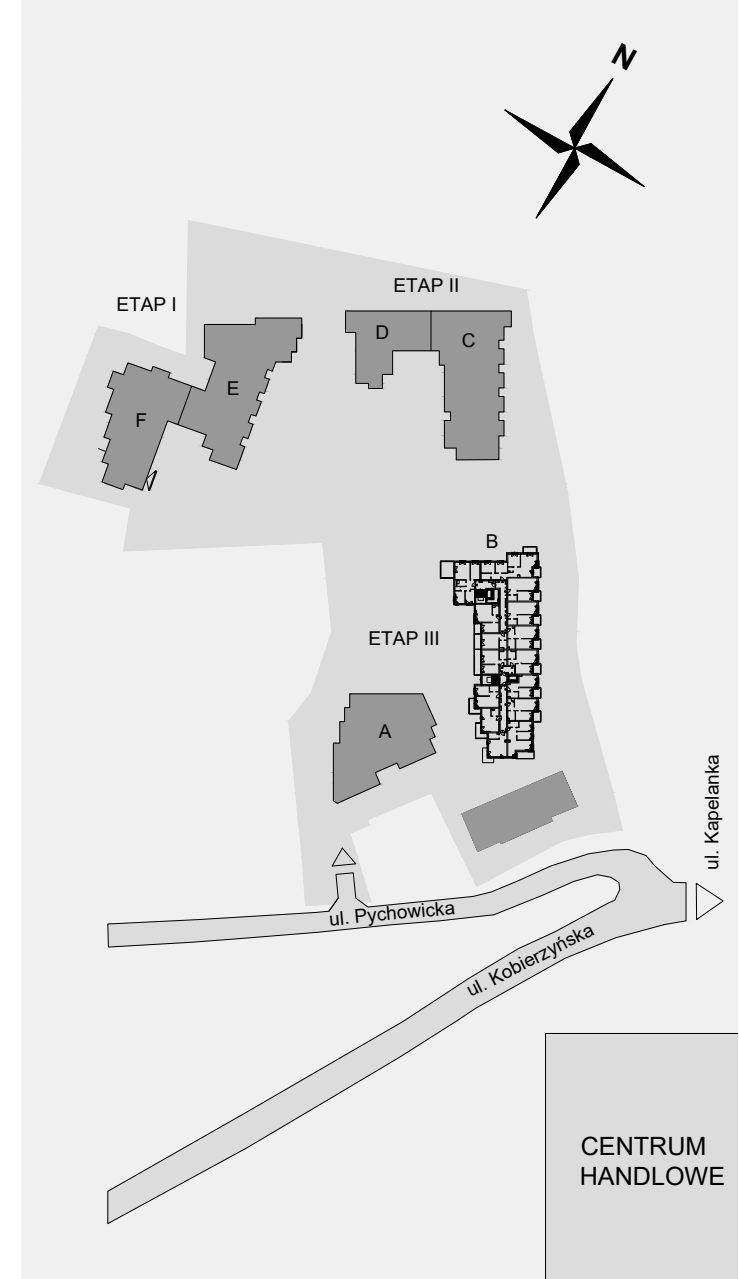 N
ETAP I
ETAP II
D
C
E
F
B
ETAP III
A
ul. Kapelanka
ul. Pychowicka
ul. Kobierzyńska
CENTRUM
HANDLOWE